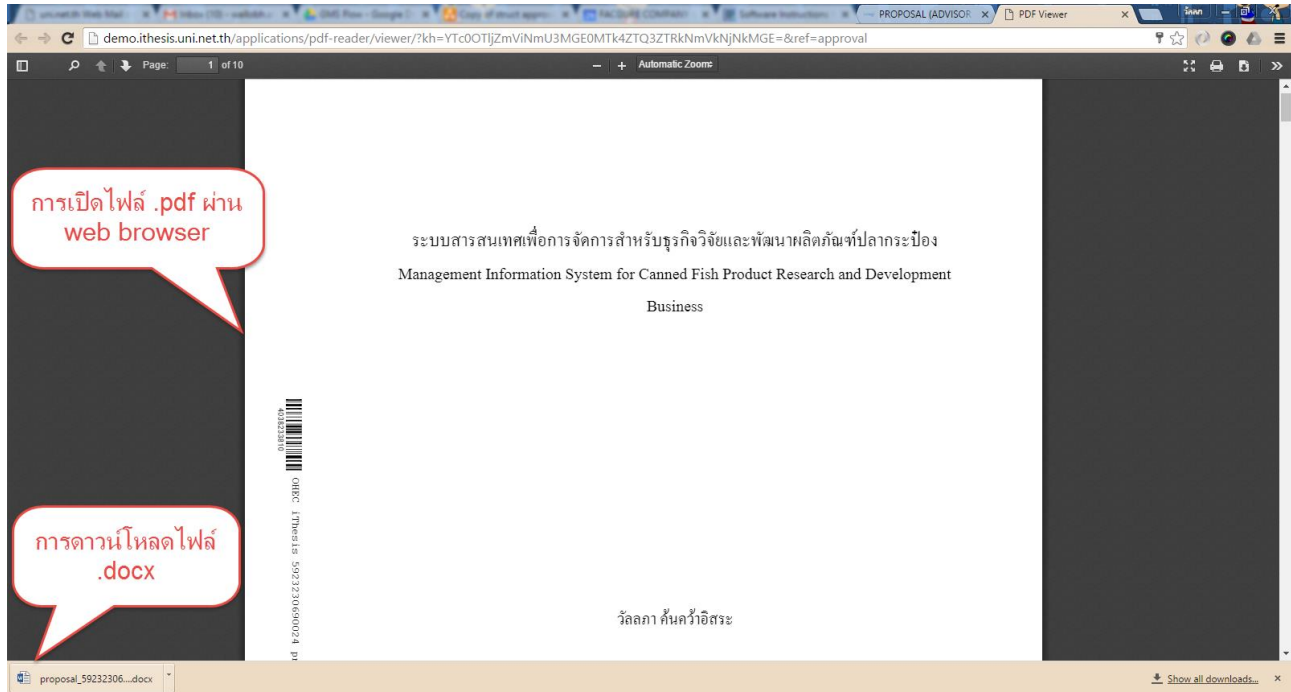 PROPOSAL (ADVISOR
PDF Viewer
demo.ithesis.uni.net.th/applications/pdf-reader/viewer/?kh=YTc0OTljZmViNmU3MGE0MTk4ZTQ3ZTRkNmVkNjNkMGE=&ref=approval
Page: 1 of 10
Automatic Zoom
การเปิดไฟล์ .pdf ผ่าน
web browser
ระบบสารสนเทศเพื่อการจัดการสำหรับธุรกิจวิจัยและพัฒนาผลิตภัณฑ์ปลากระป๋อง
Management Information System for Canned Fish Product Research and Development
Business
4036233810
OHEC iThesis 5923230690024
การดาวน์โหลดไฟล์
.docx
วัลลภา ค้นคว้าอิสระ
proposal_59232306....docx
Show all downloads...